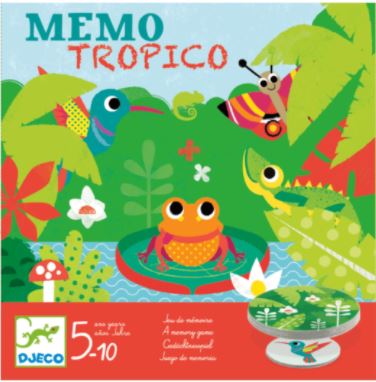 MEMO
TROPICO
5-10
ans years
años Jahre
Jeu de mémoire
A memory game
Gedächtnisspiel
Juego de memoria
DJECO